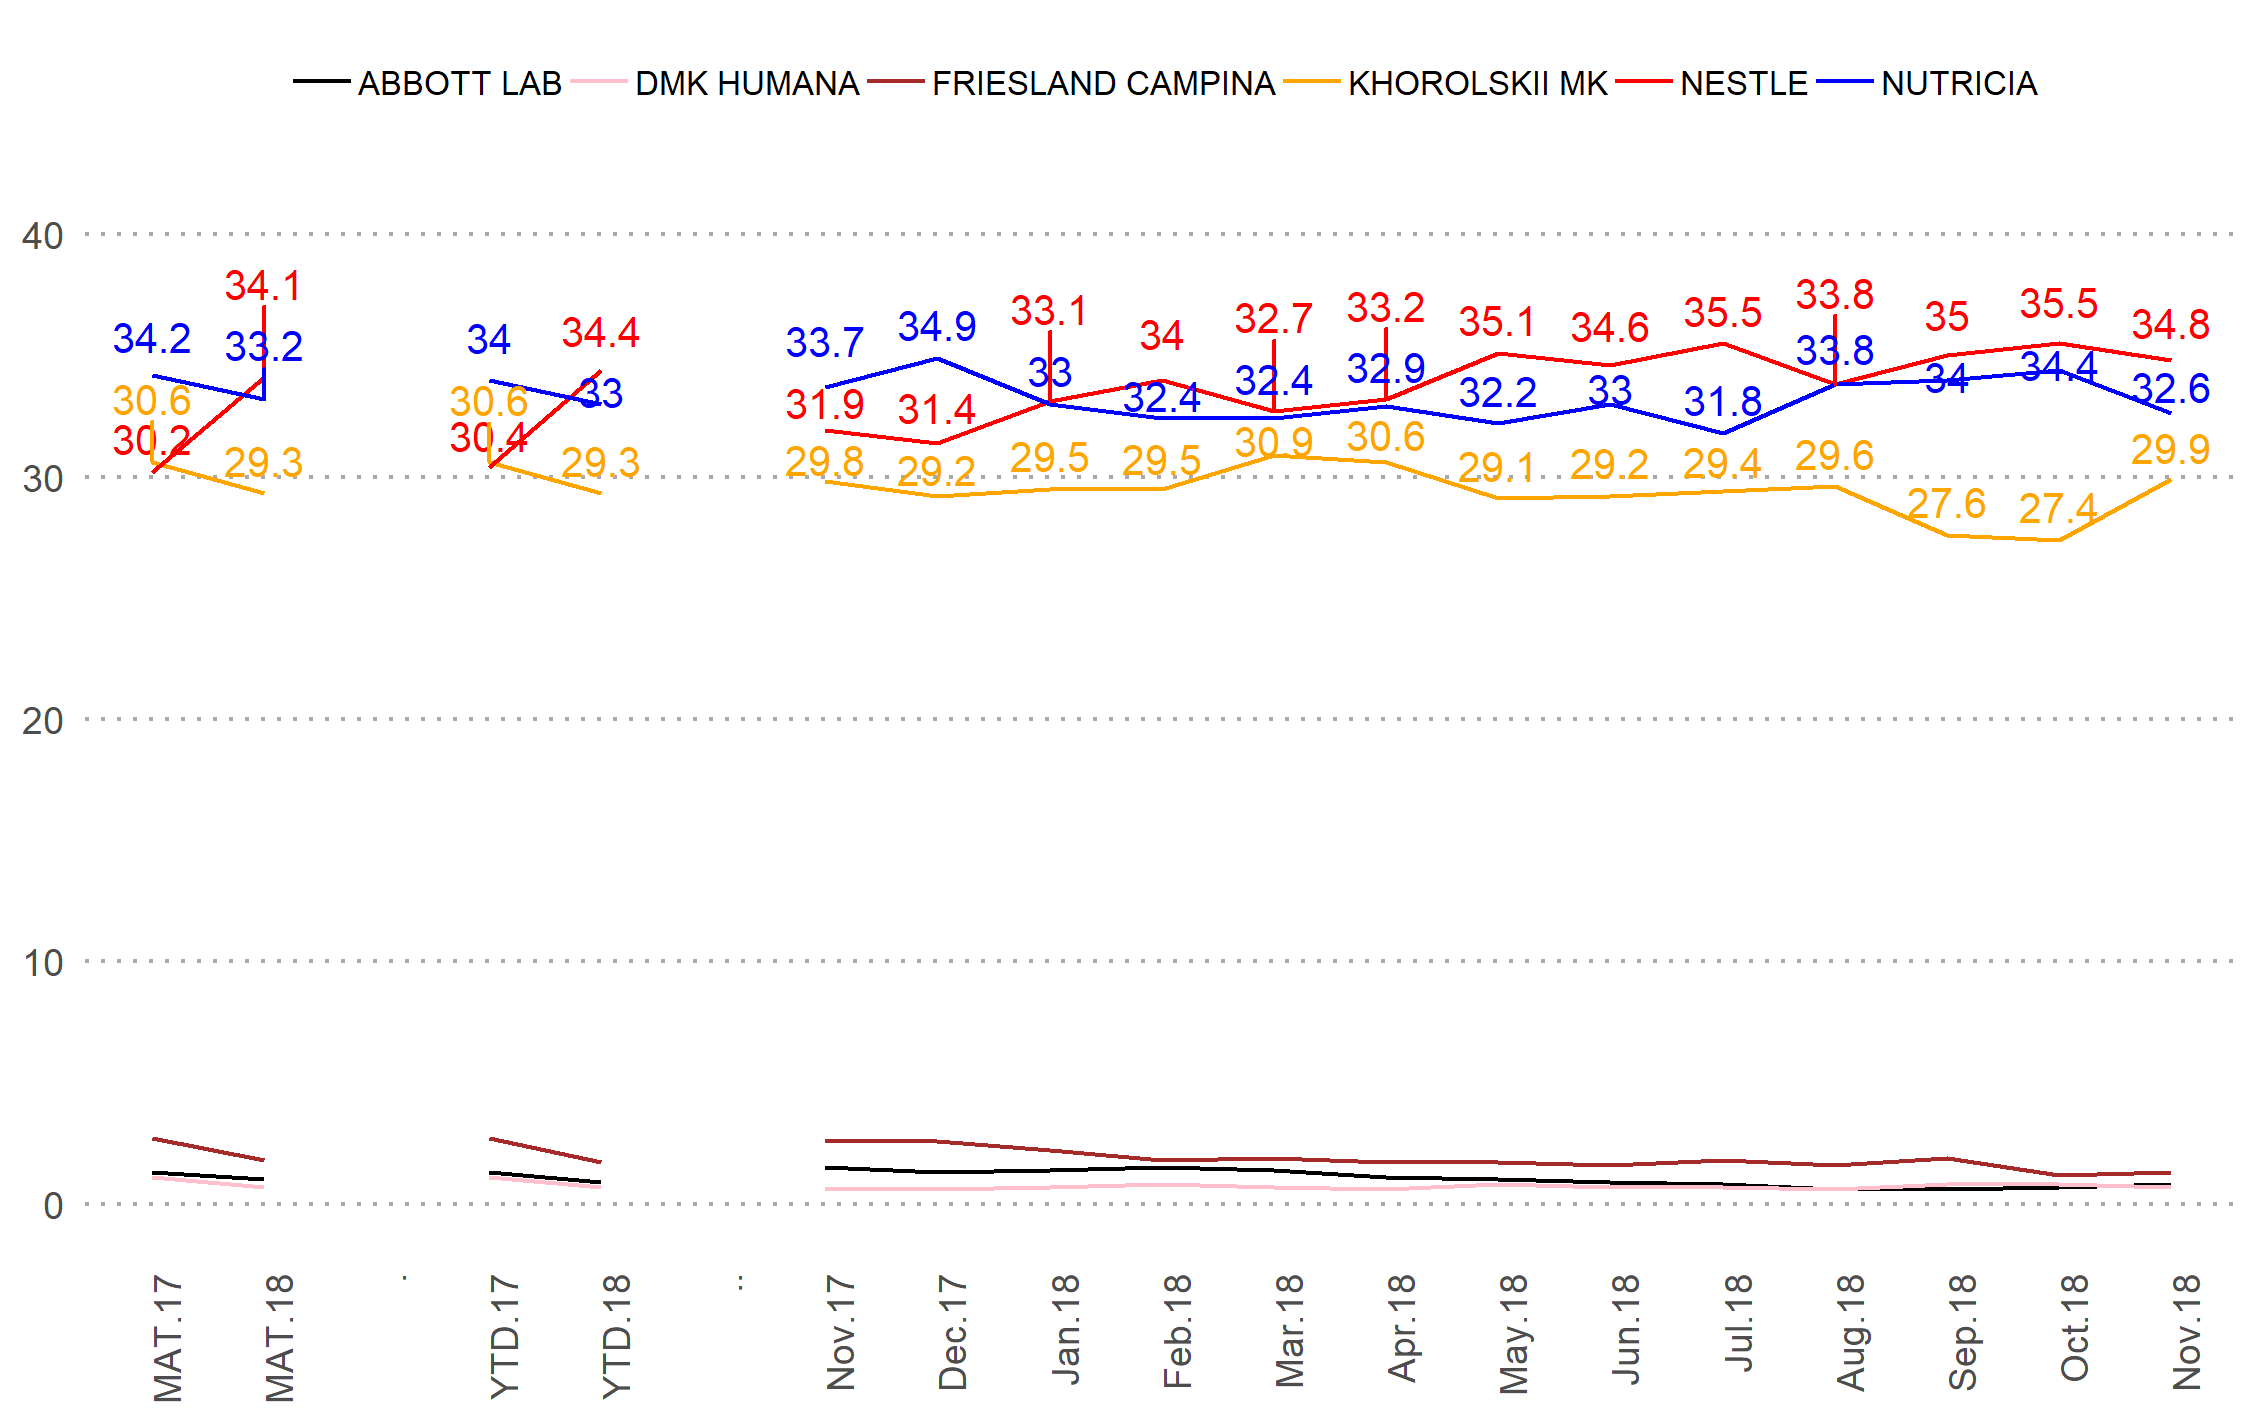 ABBOTT LAB DMK HUMANA FRIESLAND CAMPINA KHOROLSKII MK NESTLE NUTRICIA
40
34.1
34.2 33.2 34 34.4 33.7 34.9 33.1 34 32.7 33.2 35.1 34.6 35.5 33.8 35 35.5 34.8
33 31.9 31.4 33 32.4 32.4 32.9 32.2 33 31.8 33.8 34 34.4 32.6
30.6 30.6
30.2 30.4
29.3 29.3 29.8 29.2 29.5 29.5 30.9 30.6 29.1 29.2 29.4 29.6 27.6 27.4 29.9
30
20
10
0
MAT.17 MAT.18 . YTD.17 YTD.18 .. Nov.17 Dec.17 Jan.18 Feb.18 Mar.18 Apr.18 May.18 Jun.18 Jul.18 Aug.18 Sep.18 Oct.18 Nov.18